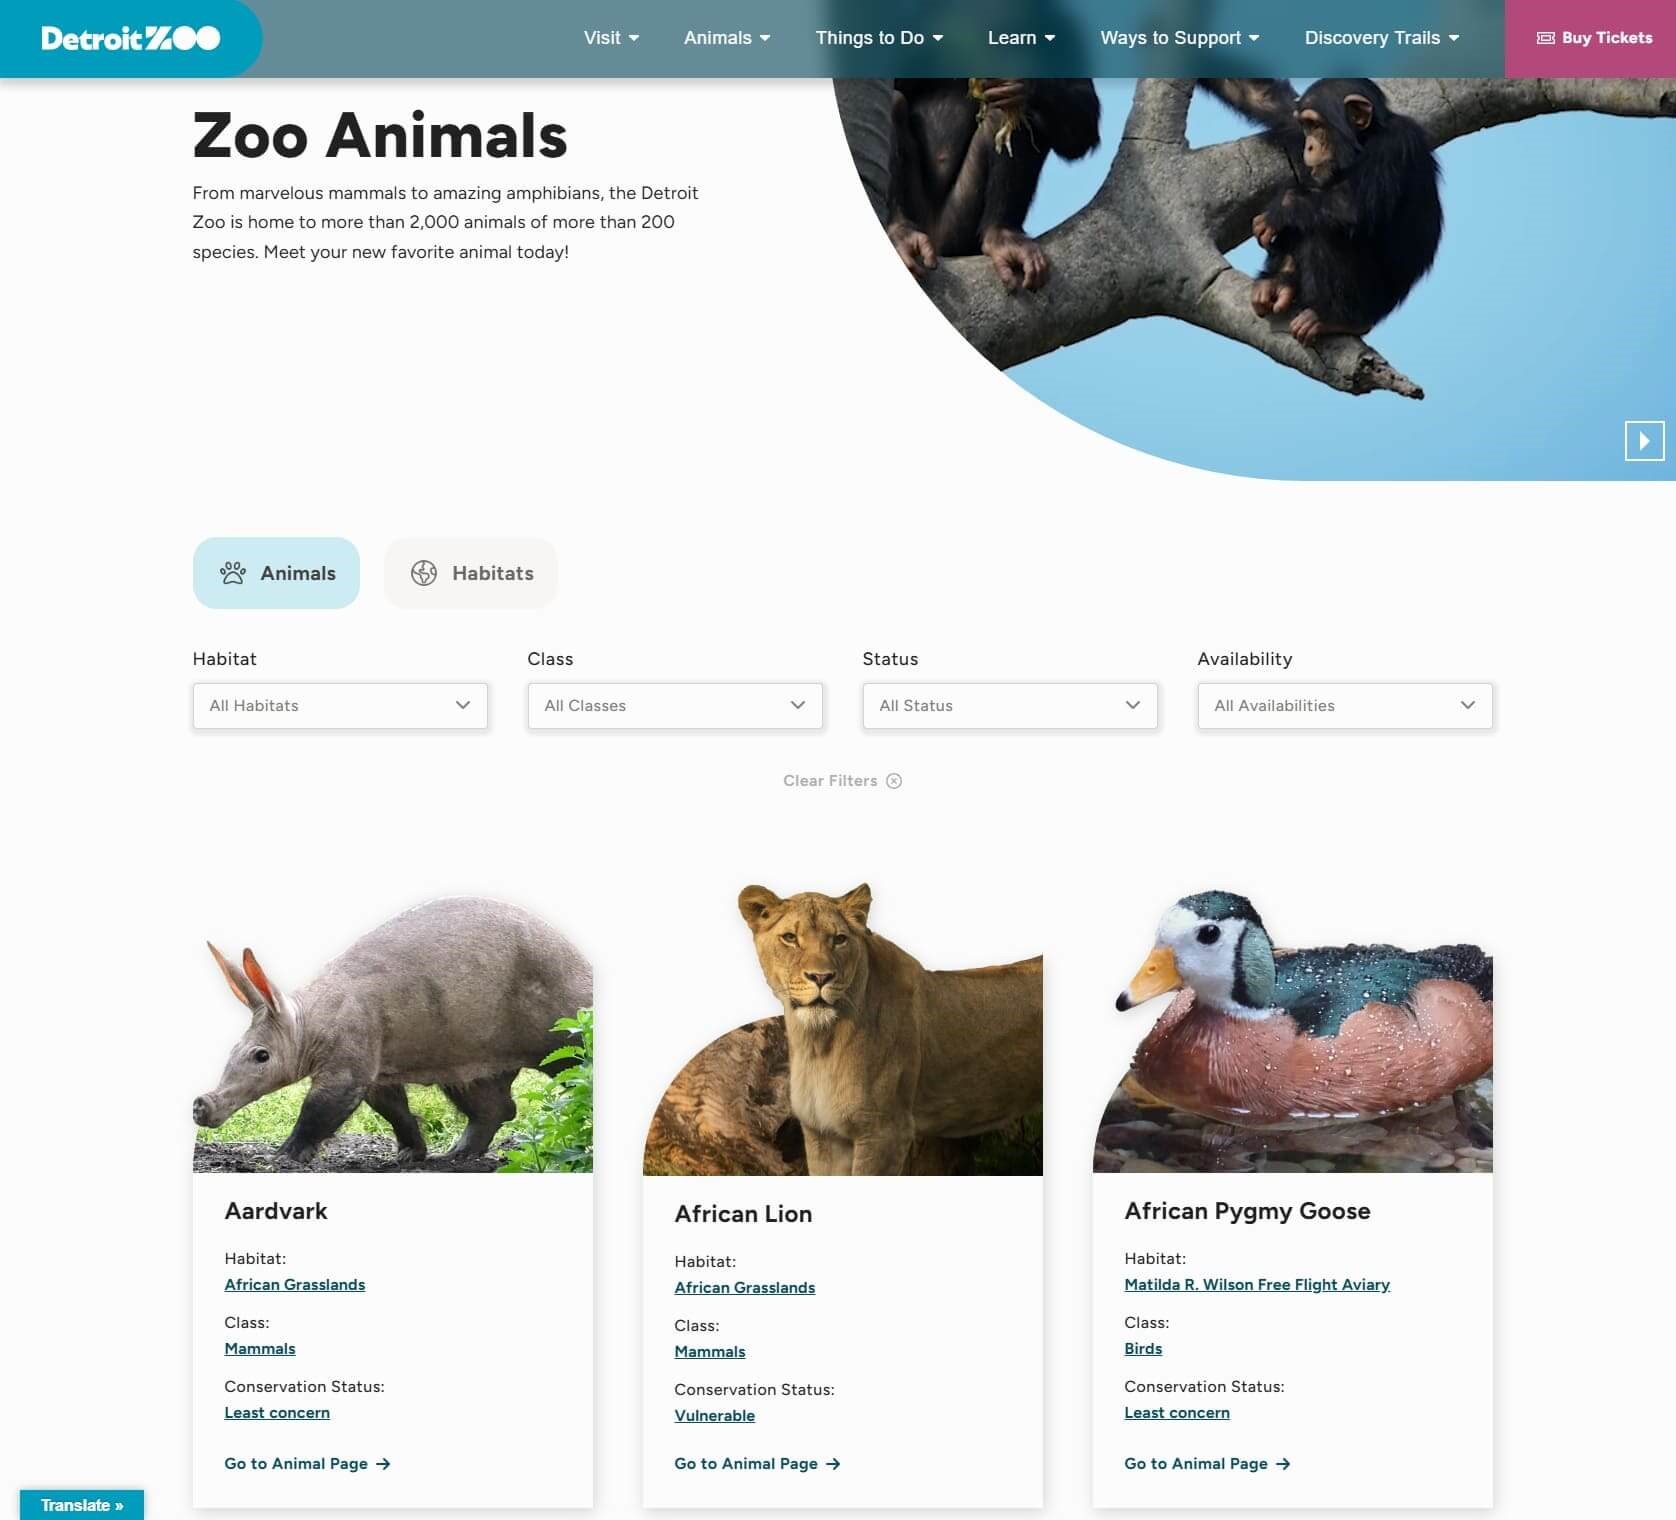 Detroit ZOO
Visit
Animals
Things to Do
Learn
Ways to Support
Discovery Trails
Buy Tickets
Zoo Animals
From marvelous mammals to amazing amphibians, the Detroit
Zoo is home to more than 2,000 animals of more than 200
species. Meet your new favorite animal today!
Animals
Habitats
Habitat
All Habitats
Class
All Classes
Status
All Status
Availability
All Availabilities
Clear Filters
Aardvark
Habitat:
African Grasslands
Class:
Mammals
Conservation Status:
Least concern
Go to Animal Page →
African Lion
Habitat:
African Grasslands
Class:
Mammals
Conservation Status:
Vulnerable
Go to Animal Page →
African Pygmy Goose
Habitat:
Matilda R. Wilson Free Flight Aviary
Class:
Birds
Conservation Status:
Least concern
Go to Animal Page →
Translate »